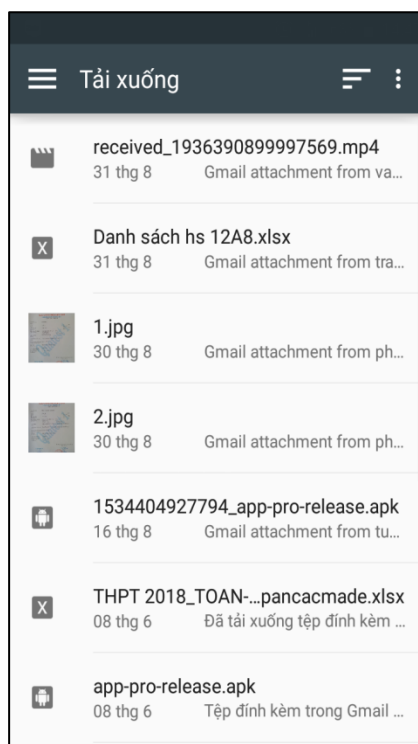 Tải xuống
received_1936390899997569.mp4
31 thg 8 Gmail attachment from va...
X
Danh sách hs 12A8.xlsx
31 thg 8 Gmail attachment from tra...
1.jpg
30 thg 8 Gmail attachment from ph...
2.jpg
30 thg 8 Gmail attachment from ph...
1534404927794_app-pro-release.apk
16 thg 8 Gmail attachment from tu...
X
THPT 2018_TOAN-...pancacmade.xlsx
08 thg 6 Đã tải xuống tệp đính kèm ...
app-pro-release.apk
08 thg 6 Tệp đính kèm trong Gmail ...